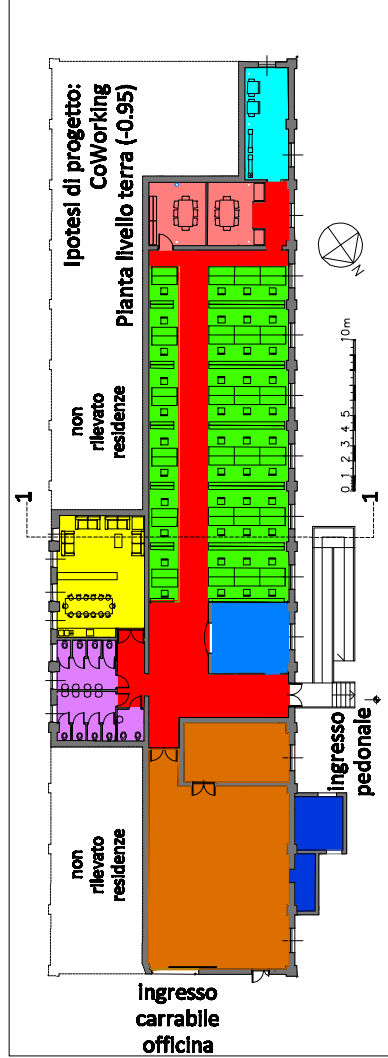 Ipotesi di progetto:
CoWorking
Pianta livello terra (-0.95)
non
rilevato
residenze
N
0 1 2 3 4 5
10m
1
1
ingresso
pedonale
non
rilevato
residenze
ingresso
carrabile
officina